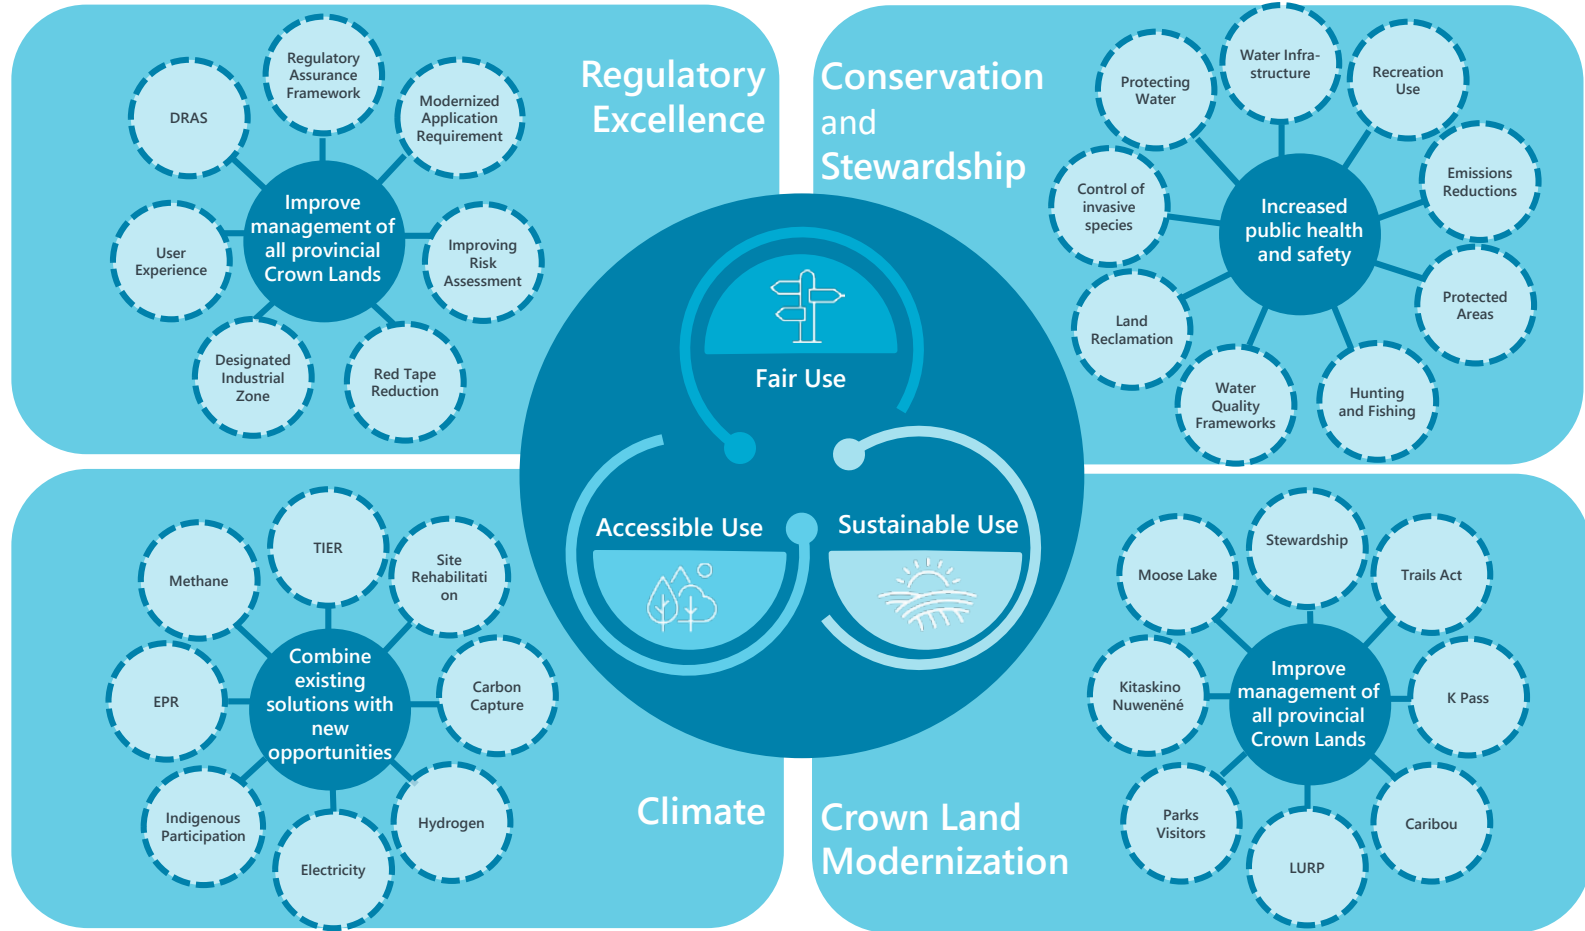 Regulatory
Excellence
Regulatory
Assurance
Framework
DRAS
Modernized
Application
Requirement
Improve
management of
all provincial
Crown Lands
User
Experience
Improving
Risk
Assessment
Designated
Industrial
Zone
Red Tape
Reduction
Conservation
and
Stewardship
Water Infra-
structure
Protecting
Water
Recreation
Use
Control of
invasive
species
Increased
public health
and safety
Emissions
Reductions
Land
Reclamation
Protected
Areas
Water
Quality
Frameworks
Hunting
and Fishing
Fair Use
Accessible Use
Sustainable Use
TIER
Methane
Site
Rehabilitati
on
EPR
Combine
existing
solutions with
new
opportunities
Carbon
Capture
Indigenous
Participation
Electricity
Hydrogen
Climate
Crown Land
Modernization
Stewardship
Moose Lake
Trails Act
Kitaskino
Nuwenëné
Improve
management of
all provincial
Crown Lands
K Pass
Parks
Visitors
LURP
Caribou